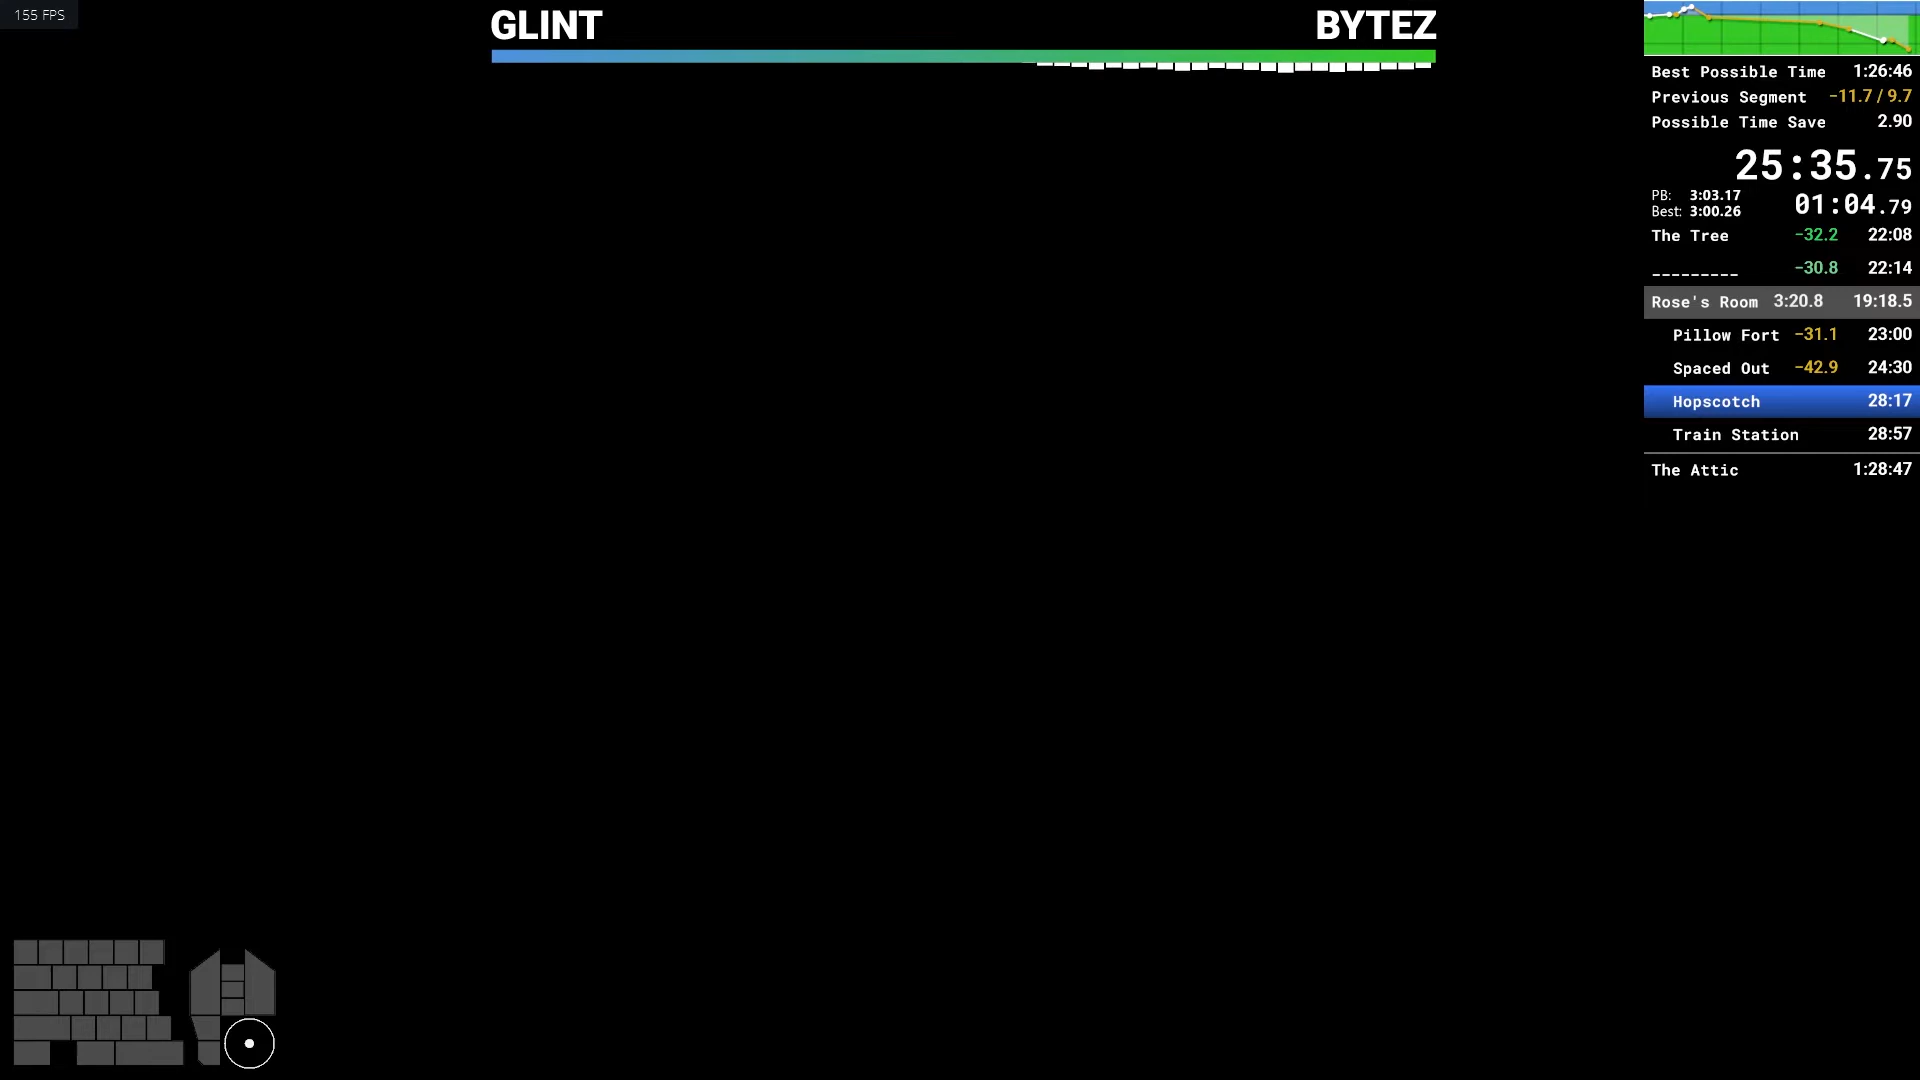 155 FPS
GLINT BYTEZ
Best Possible Time 1:26:46
Previous Segment -11.7 / 9.7
Possible Time Save 2.90
25:35.75
PB: 3:03.17
Best: 3:00.26
01:04.79
The Tree -32.2 22:08
_________ -30.8 22:14
Rose's Room 3:20.8 19:18.5
Pillow Fort -31.1 23:00
Spaced Out -42.9 24:30
Hopscotch 28:17
Train Station 28:57
The Attic 1:28:47